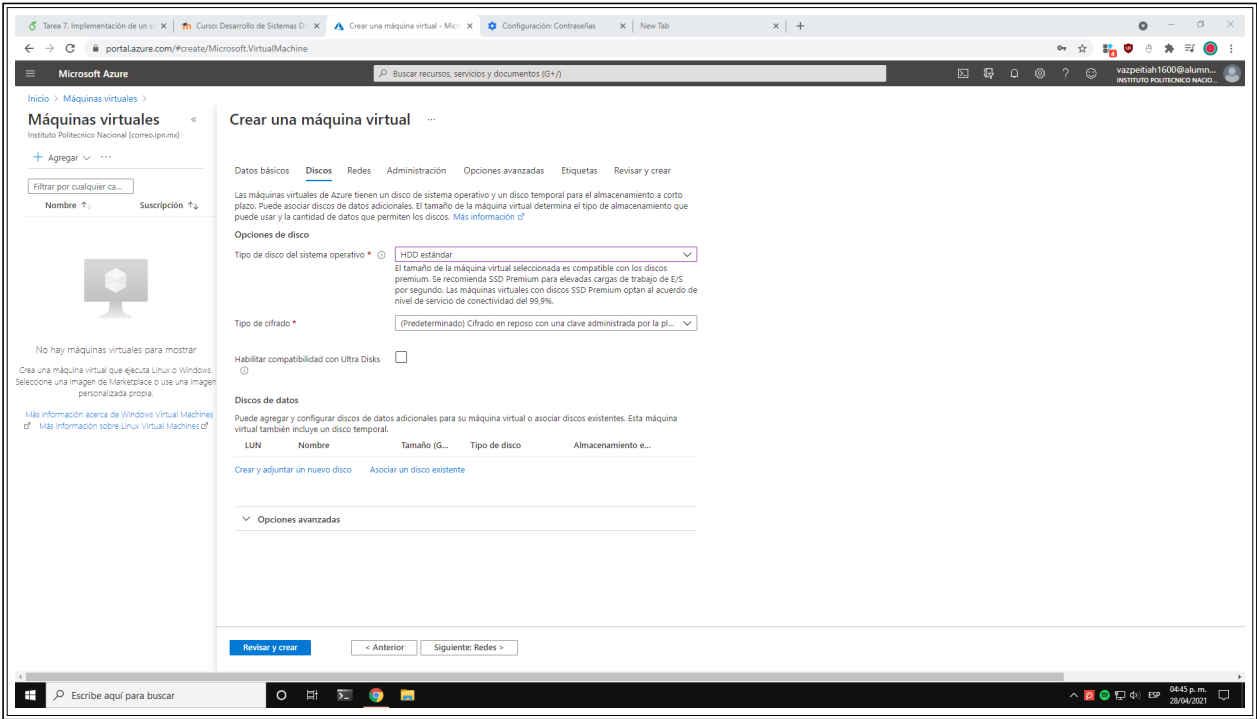 Tarea 7. Implementación de un s
Curso: Desarrollo de Sistemas Di
Crear una máquina virtual - Micr
Configuración: Contraseñas
New Tab
portal.azure.com/#create/Microsoft.VirtualMachine
Microsoft Azure
Buscar recursos, servicios y documentos (G+/)
vazpeitiah1600@alumn...
INSTITUTO POLITECNICO NACIO...
Inicio > Máquinas virtuales >
Máquinas virtuales «
Instituto Politecnico Nacional (correo.ipn.mx)
+ Agregar ...
Filtrar por cualquier ca...
Nombre ↑↓ Suscripción ↑↓
No hay máquinas virtuales para mostrar
Crea una máquina virtual que ejecuta Linux o Windows.
Seleccione una imagen de Marketplace o use una imagen
personalizada propia.
Más información acerca de Windows Virtual Machines
Más información sobre Linux Virtual Machines
Crear una máquina virtual ...
Datos básicos Discos Redes Administración Opciones avanzadas Etiquetas Revisar y crear
Las máquinas virtuales de Azure tienen un disco de sistema operativo y un disco temporal para el almacenamiento a corto
plazo. Puede asociar discos de datos adicionales. El tamaño de la máquina virtual determina el tipo de almacenamiento que
puede usar y la cantidad de datos que permiten los discos. Más información
Opciones de disco
Tipo de disco del sistema operativo * HDD estándar
El tamaño de la máquina virtual seleccionada es compatible con los discos
premium. Se recomienda SSD Premium para elevadas cargas de trabajo de E/S
por segundo. Las máquinas virtuales con discos SSD Premium optan al acuerdo de
nivel de servicio de conectividad del 99,9%.
Tipo de cifrado * (Predeterminado) Cifrado en reposo con una clave administrada por la pl...
Habilitar compatibilidad con Ultra Disks
Discos de datos
Puede agregar y configurar discos de datos adicionales para su máquina virtual o asociar discos existentes. Esta máquina
virtual también incluye un disco temporal.
LUN Nombre Tamaño (G... Tipo de disco Almacenamiento e...
Crear y adjuntar un nuevo disco Asociar un disco existente
Opciones avanzadas
Revisar y crear < Anterior Siguiente: Redes >
Escribe aquí para buscar
ESP
04:45 p. m.
28/04/2021